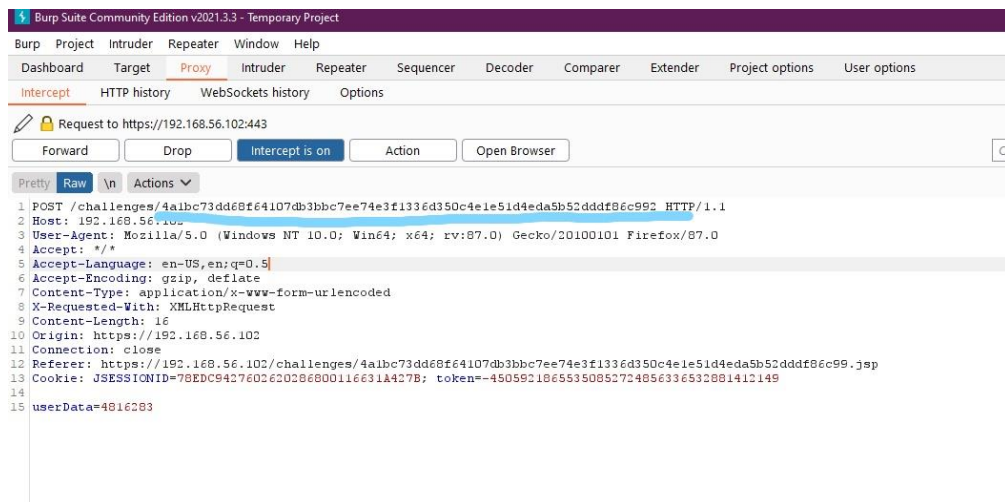 Burp Suite Community Edition v2021.3.3 - Temporary Project
Burp Project Intruder Repeater Window Help
Dashboard Target Proxy Intruder Repeater Sequencer Decoder Comparer Extender Project options User options
Intercept HTTP history WebSockets history Options
Request to https://192.168.56.102:443
Forward Drop Intercept is on Action Open Browser
Pretty Raw \n Actions
1 POST /challenges/4a1bc73dd68f64107db3bbc7ee74e3f1336d350c4e1e51d4eda5b52dddf86c992 HTTP/1.1
2 Host: 192.168.56.102
3 User-Agent: Mozilla/5.0 (Windows NT 10.0; Win64; x64; rv:87.0) Gecko/20100101 Firefox/87.0
4 Accept: */*
5 Accept-Language: en-US,en;q=0.5
6 Accept-Encoding: gzip, deflate
7 Content-Type: application/x-www-form-urlencoded
8 X-Requested-With: XMLHttpRequest
9 Content-Length: 16
10 Origin: https://192.168.56.102
11 Connection: close
12 Referer: https://192.168.56.102/challenges/4a1bc73dd68f64107db3bbc7ee74e3f1336d350c4e1e51d4eda5b52dddf86c99.jsp
13 Cookie: JSESSIONID=78EDC94276026202868001166 31A427B; token=-45059218655350852724856336532881412149
14
15 userData=4816283